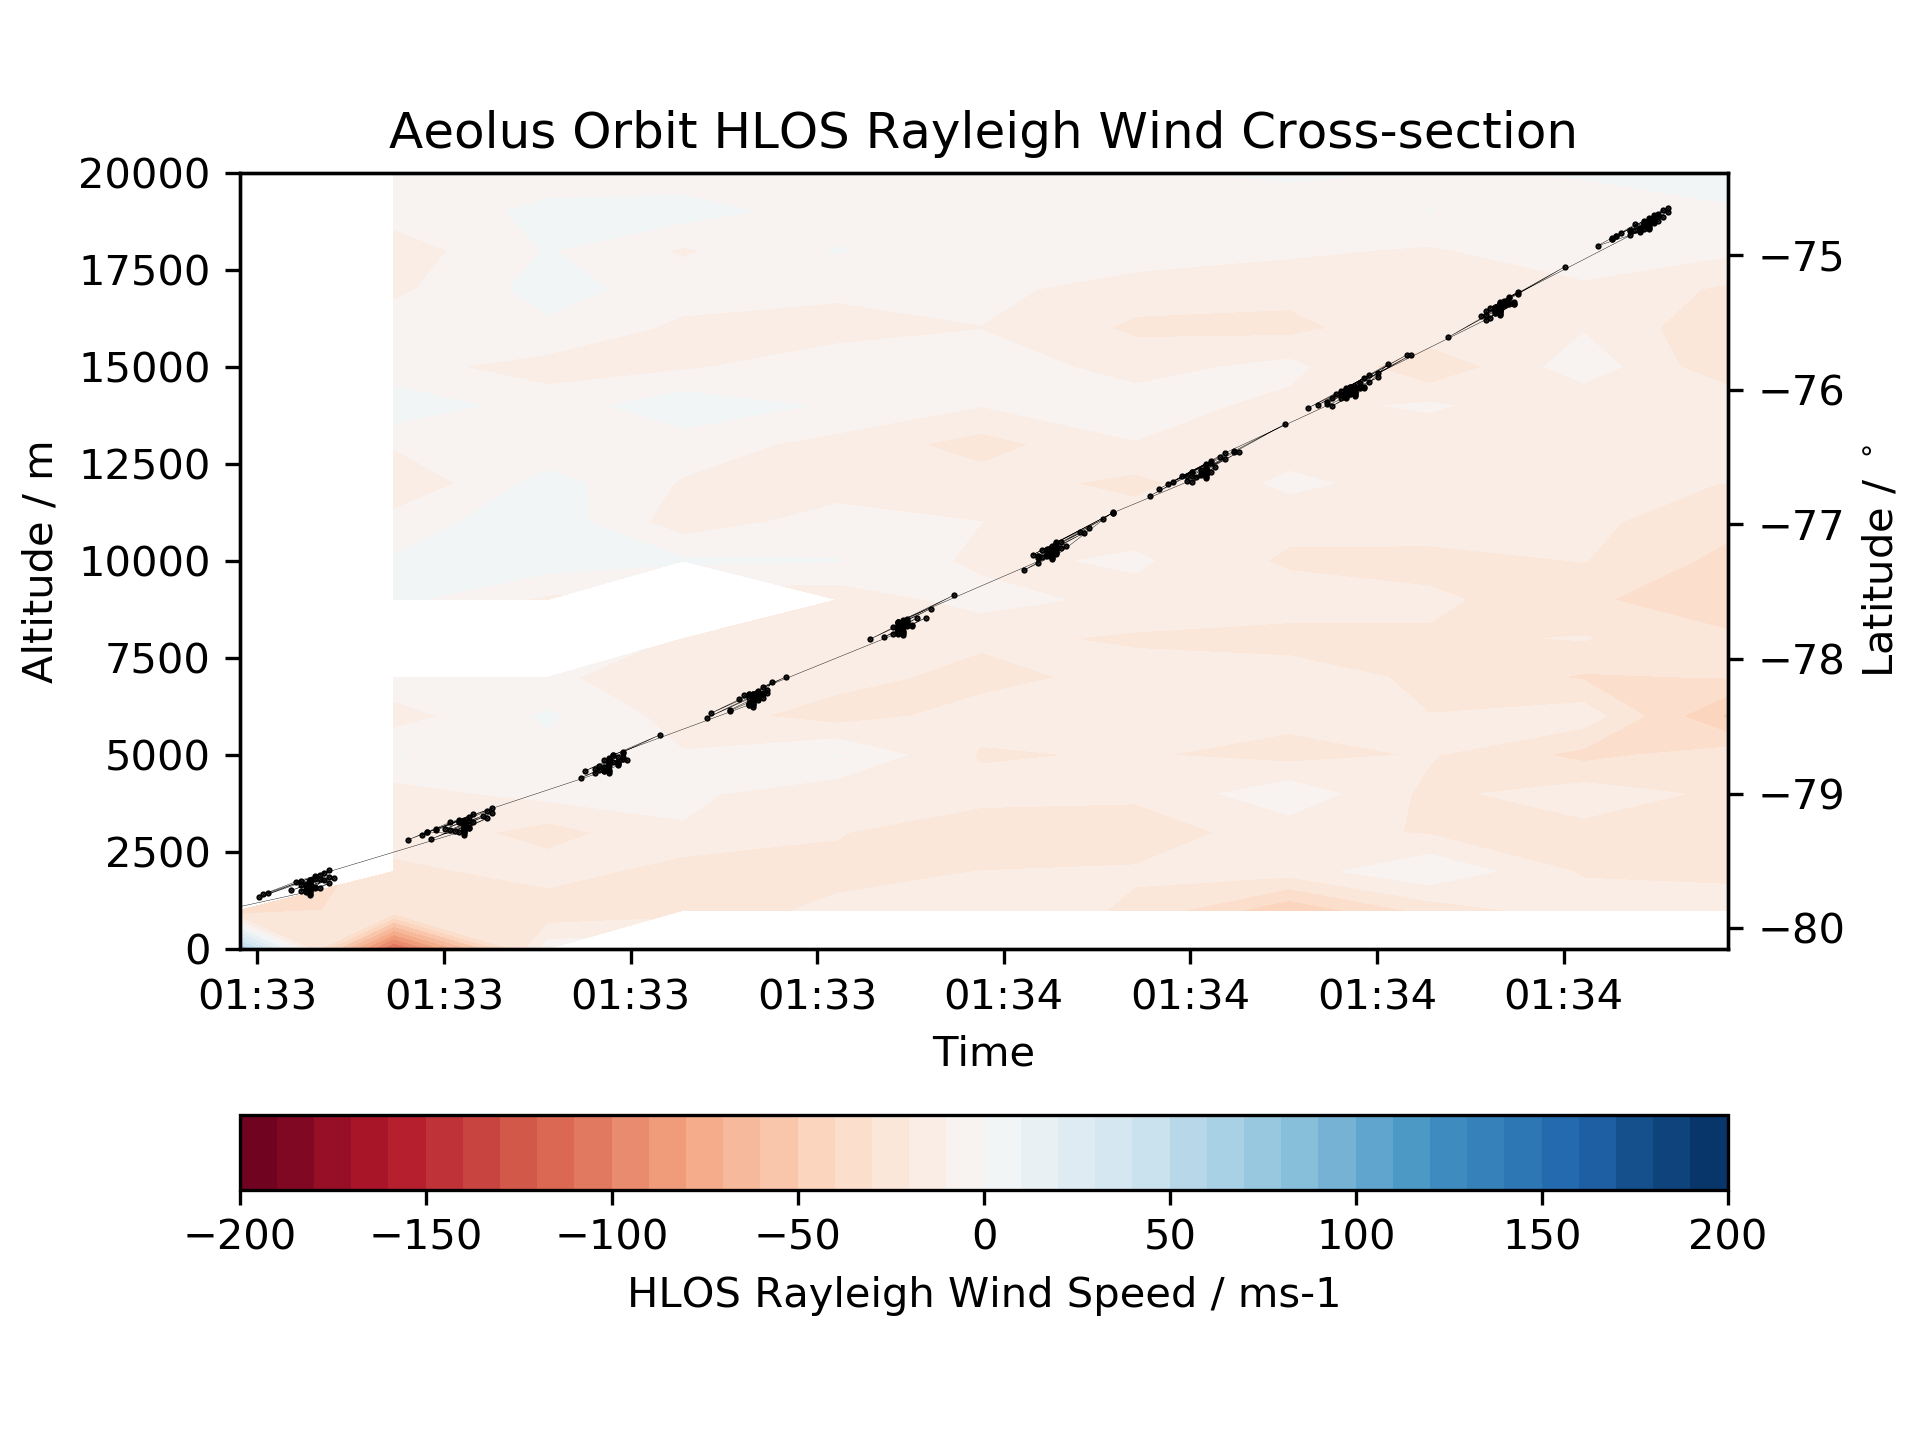 Aeolus Orbit HLOS Rayleigh Wind Cross-section
20000
17500
15000
12500
10000
7500
5000
2500
0
Altitude / m
−75
−76
−77
−78
−79
−80
Latitude / °
01:33 01:33 01:33 01:33 01:34 01:34 01:34 01:34
Time
−200 −150 −100 −50 0 50 100 150 200
HLOS Rayleigh Wind Speed / ms-1